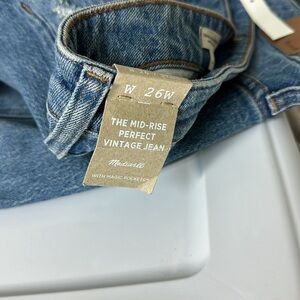 W 26W
THE MID-RISE
PERFECT
VINTAGE JEAN
Madewell
WITH MAGIC POCKETS